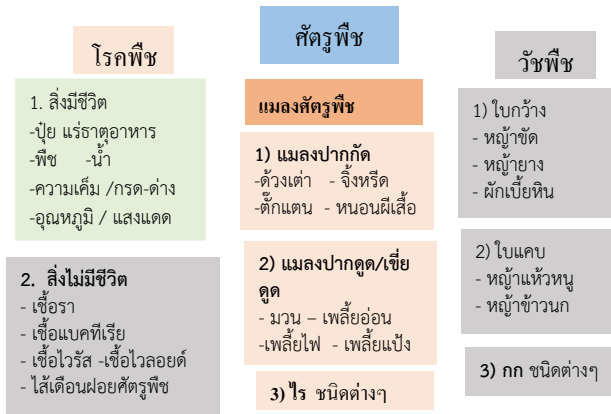 ศัตรูพืช
โรคพืช
1. สิ่งมีชีวิต
-ปุ๋ย แร่ธาตุอาหาร
-พืช -น้ำ
-ความเค็ม /กรด-ด่าง
-อุณหภูมิ / แสงแดด
2. สิ่งไม่มีชีวิต
- เชื้อรา
- เชื้อแบคทีเรีย
- เชื้อไวรัส -เชื้อไวลอยด์
- ไส้เดือนฝอยศัตรูพืช
แมลงศัตรูพืช
1) แมลงปากกัด
-ด้วงเต่า - จิ้งหรีด
-ตั๊กแตน - หนอนผีเสื้อ
2) แมลงปากดูด/เขี่ย
ดูด
- มวน – เพลี้ยอ่อน
-เพลี้ยไฟ - เพลี้ยแป้ง
3) ไร ชนิดต่างๆ
วัชพืช
1) ใบกว้าง
- หญ้าขัด
- หญ้ายาง
- ผักเบี้ยหิน
2) ใบแคบ
- หญ้าแห้วหนู
- หญ้าข้าวนก
3) กก ชนิดต่างๆ